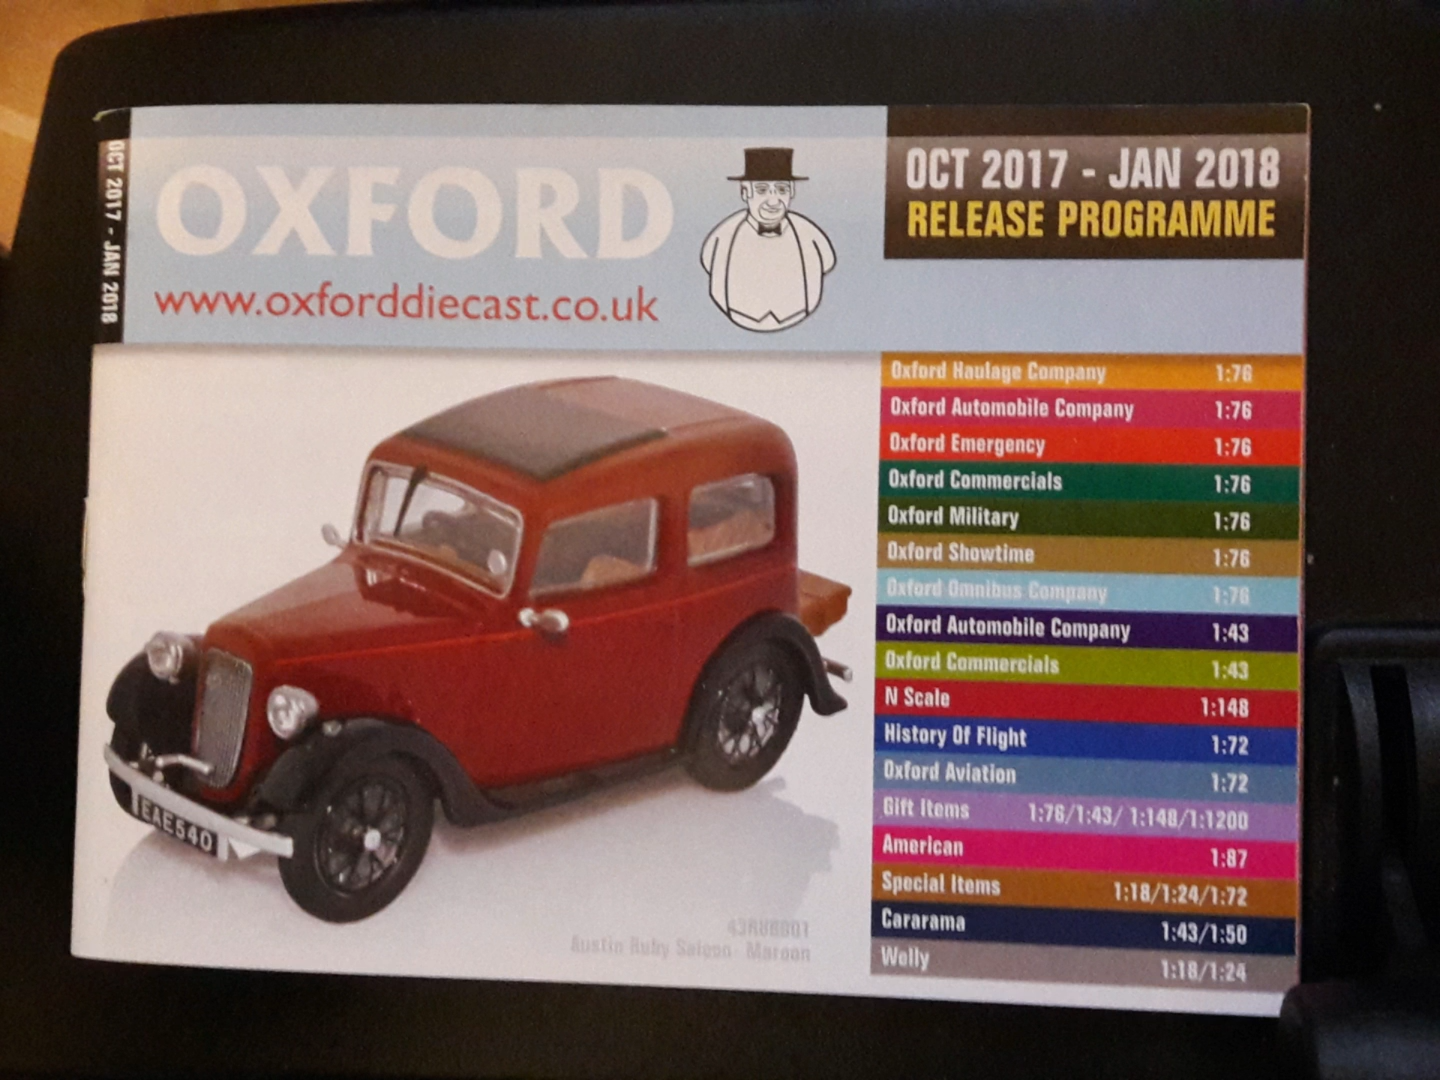 OCT 2017 - JAN 2018
OXFORD
www.oxforddiecast.co.uk
OCT 2017 - JAN 2018
RELEASE PROGRAMME
Oxford Haulage Company 1:76
Oxford Automobile Company 1:76
Oxford Emergency 1:76
Oxford Commercials 1:76
Oxford Military 1:76
Oxford Showtime 1:76
Oxford Omnibus Company 1:76
Oxford Automobile Company 1:43
Oxford Commercials 1:43
N Scale 1:148
History Of Flight 1:72
Oxford Aviation 1:72
Gift Items 1:76/1:43/ 1:148/1:1200
American 1:87
Special Items 1:18/1:24/1:72
Cararama 1:43/1:50
Welly 1:18/1:24
EAE540
Austin Ruby Saloon Maroon